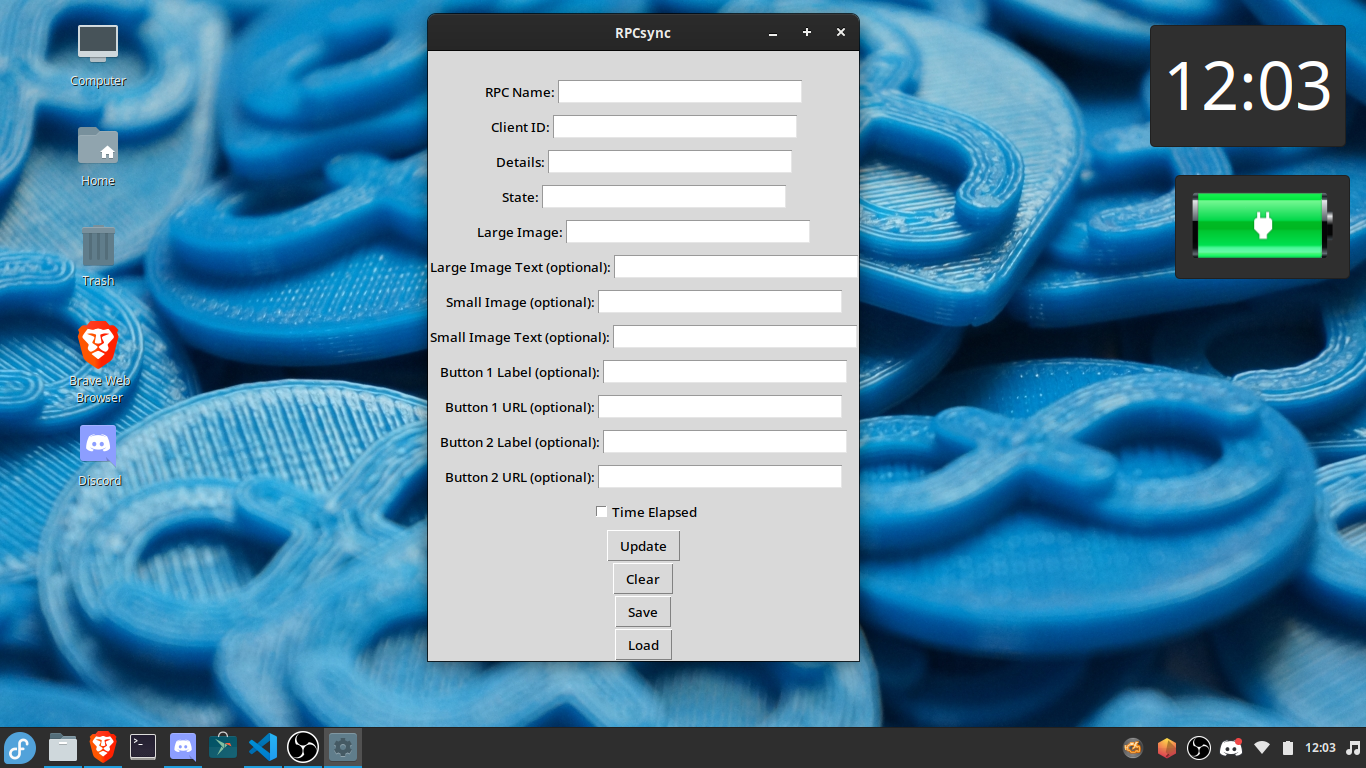 Computer
Home
Trash
Brave Web
Browser
Discord
RPCsync
RPC Name:
Client ID:
Details:
State:
Large Image:
Large Image Text (optional):
Small Image (optional):
Small Image Text (optional):
Button 1 Label (optional):
Button 1 URL (optional):
Button 2 Label (optional):
Button 2 URL (optional):
Time Elapsed
Update
Clear
Save
Load
12:03
12:03